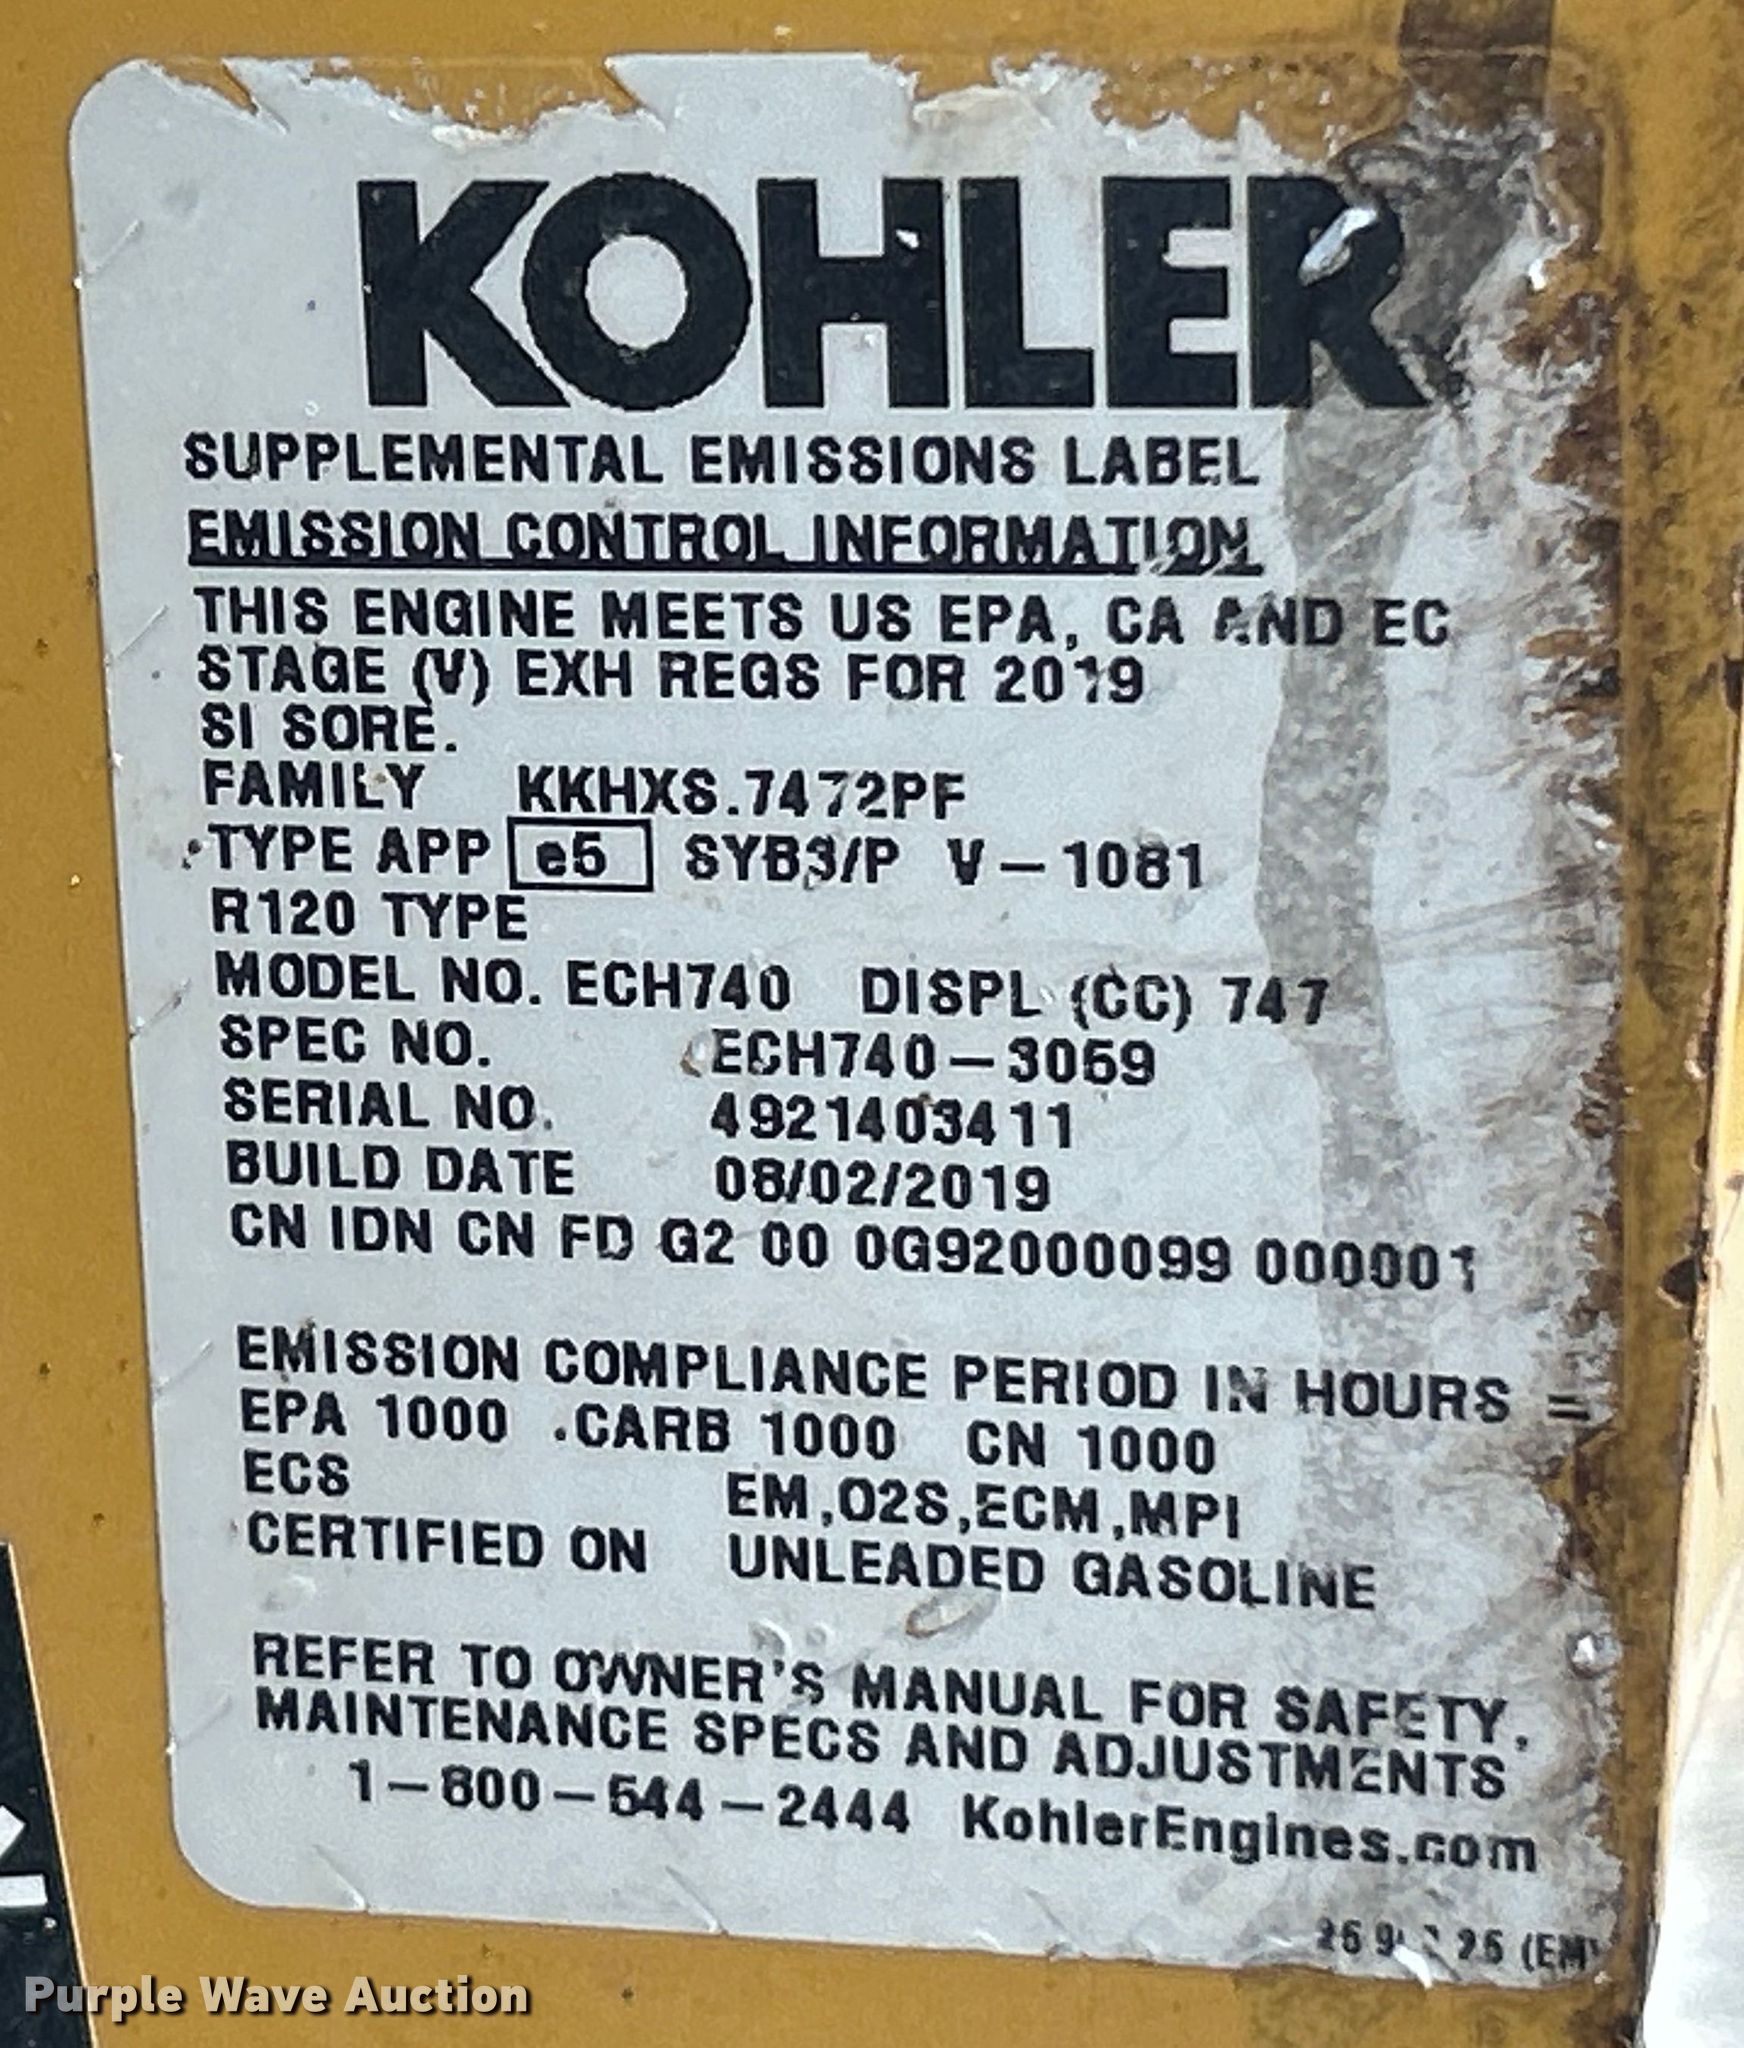 KOHLER
SUPPLEMENTAL EMISSIONS LABEL
EMISSION CONTROL INFORMATION
THIS ENGINE MEETS US EPA, CA AND EC
STAGE (V) EXH REGS FOR 2019
SI SORE.
FAMILY KKHXS.7472PF
TYPE APP e5 SYB3/P V-1081
R120 TYPE
MODEL NO. ECH740 DISPL (CC) 747
SPEC NO. ECH740-3059
SERIAL NO. 4921403411
BUILD DATE 08/02/2019
CN IDN CN FD G2 00 0G92000099 000001
EMISSION COMPLIANCE PERIOD IN HOURS =
EPA 1000 CARB 1000 CN 1000
ECS EM,O2S,ECM,MPI
CERTIFIED ON UNLEADED GASOLINE
REFER TO OWNER'S MANUAL FOR SAFETY,
MAINTENANCE SPECS AND ADJUSTMENTS
1-800-544-2444 KohlerEngines.com
(EM)
Purple Wave Auction